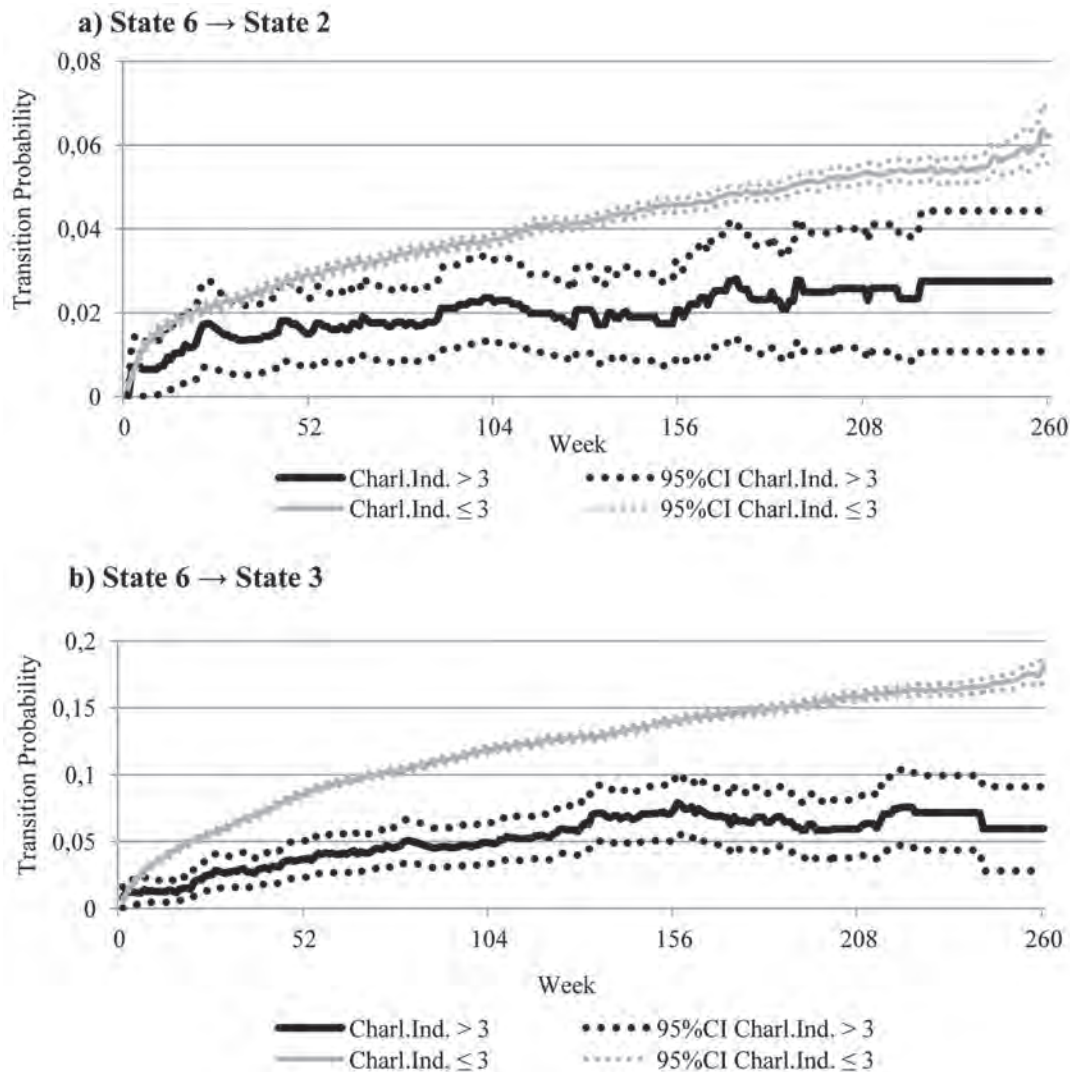 a) State 6 → State 2
0,08
0,06
0,04
0,02
0
Transition Probability
0 52 104 156 208 260
Week
Charl.Ind. > 3 95%CI Charl.Ind. > 3
Charl.Ind. ≤ 3 95%CI Charl.Ind. ≤ 3
b) State 6 → State 3
0,2
0,15
0,1
0,05
0
Transition Probability
0 52 104 156 208 260
Week
Charl.Ind. > 3 95%CI Charl.Ind. > 3
Charl.Ind. ≤ 3 95%CI Charl.Ind. ≤ 3